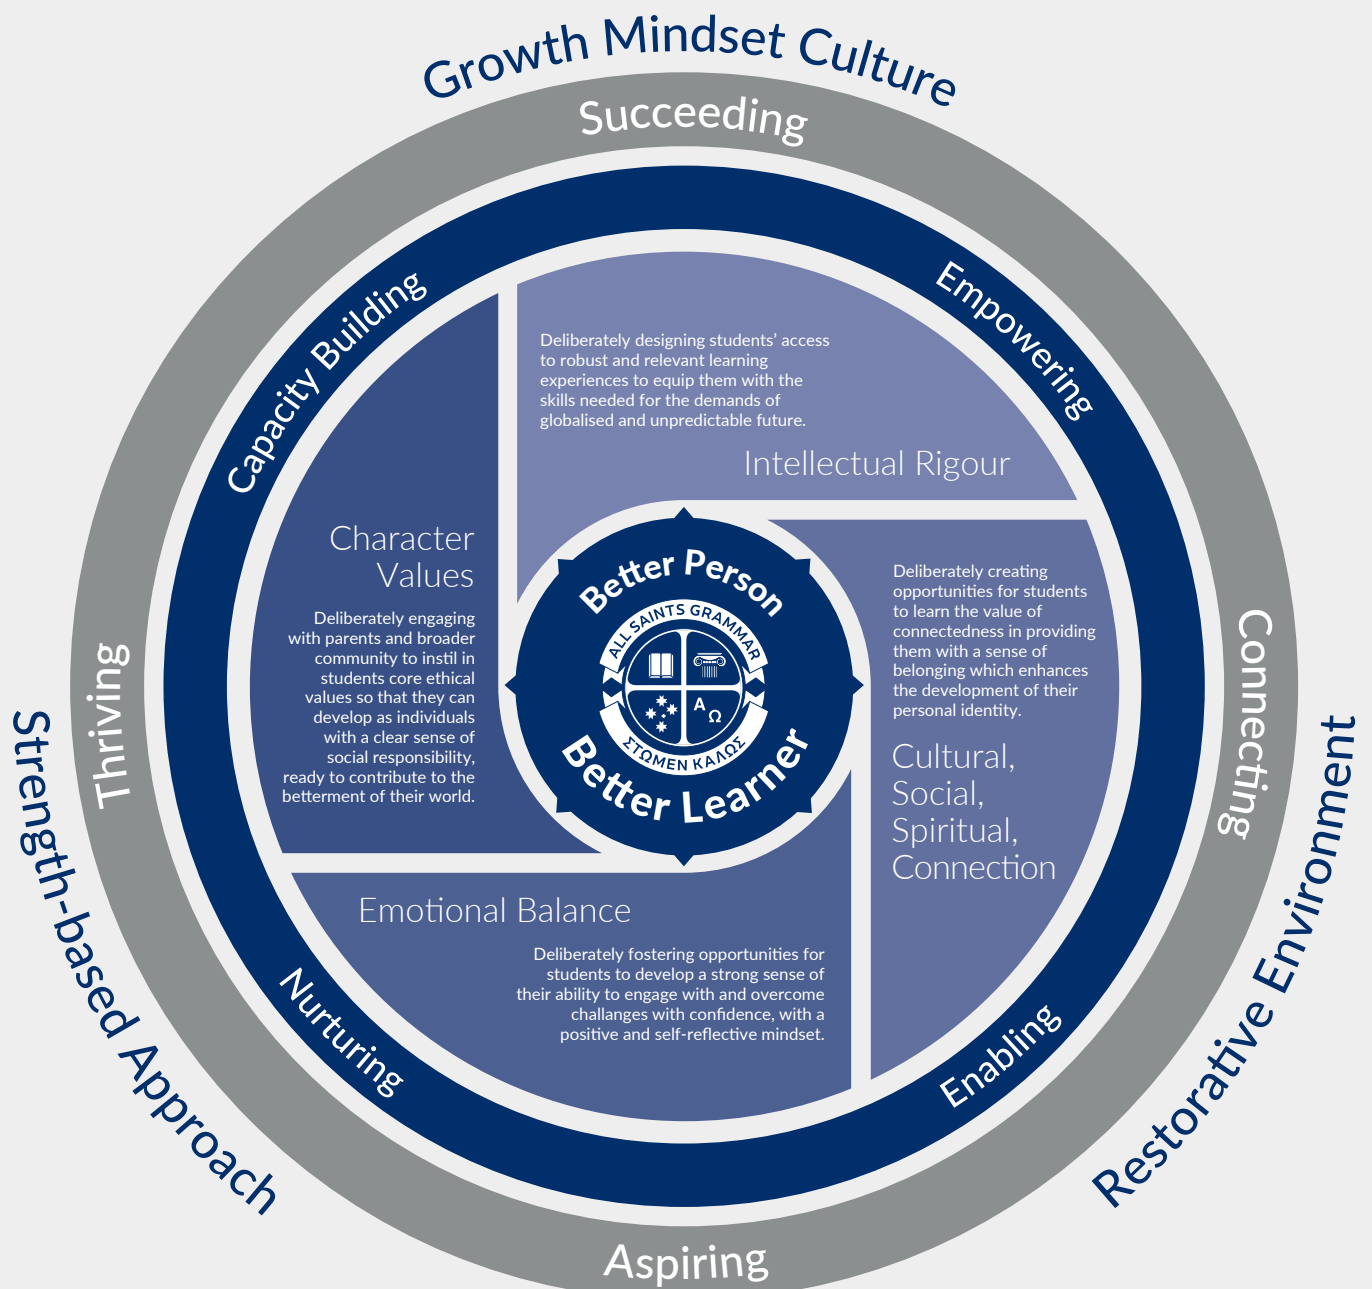 Growth Mindset Culture
Succeeding
Capacity Building
Empowering
Deliberately designing students’ access
to robust and relevant learning
experiences to equip them with the
skills needed for the demands of
globalised and unpredictable future.
Intellectual Rigour
Character
Values
Deliberately engaging
with parents and broader
community to instil in
students core ethical
values so that they can
develop as individuals
with a clear sense of
social responsibility,
ready to contribute to the
betterment of their world.
Better Person
ALL SAINTS GRAMMAR
Α
Ω
ΣΤΩΜΕΝ ΚΑΛΩΣ
Better Learner
Deliberately creating
opportunities for students
to learn the value of
connectedness in providing
them with a sense of
belonging which enhances
the development of their
personal identity.
Cultural,
Social,
Spiritual,
Connection
Thriving
Connecting
Strength-based Approach
Restorative Environment
Emotional Balance
Deliberately fostering opportunities for
students to develop a strong sense of
their ability to engage with and overcome
challanges with confidence, with a
positive and self-reflective mindset.
Nurturing
Enabling
Aspiring